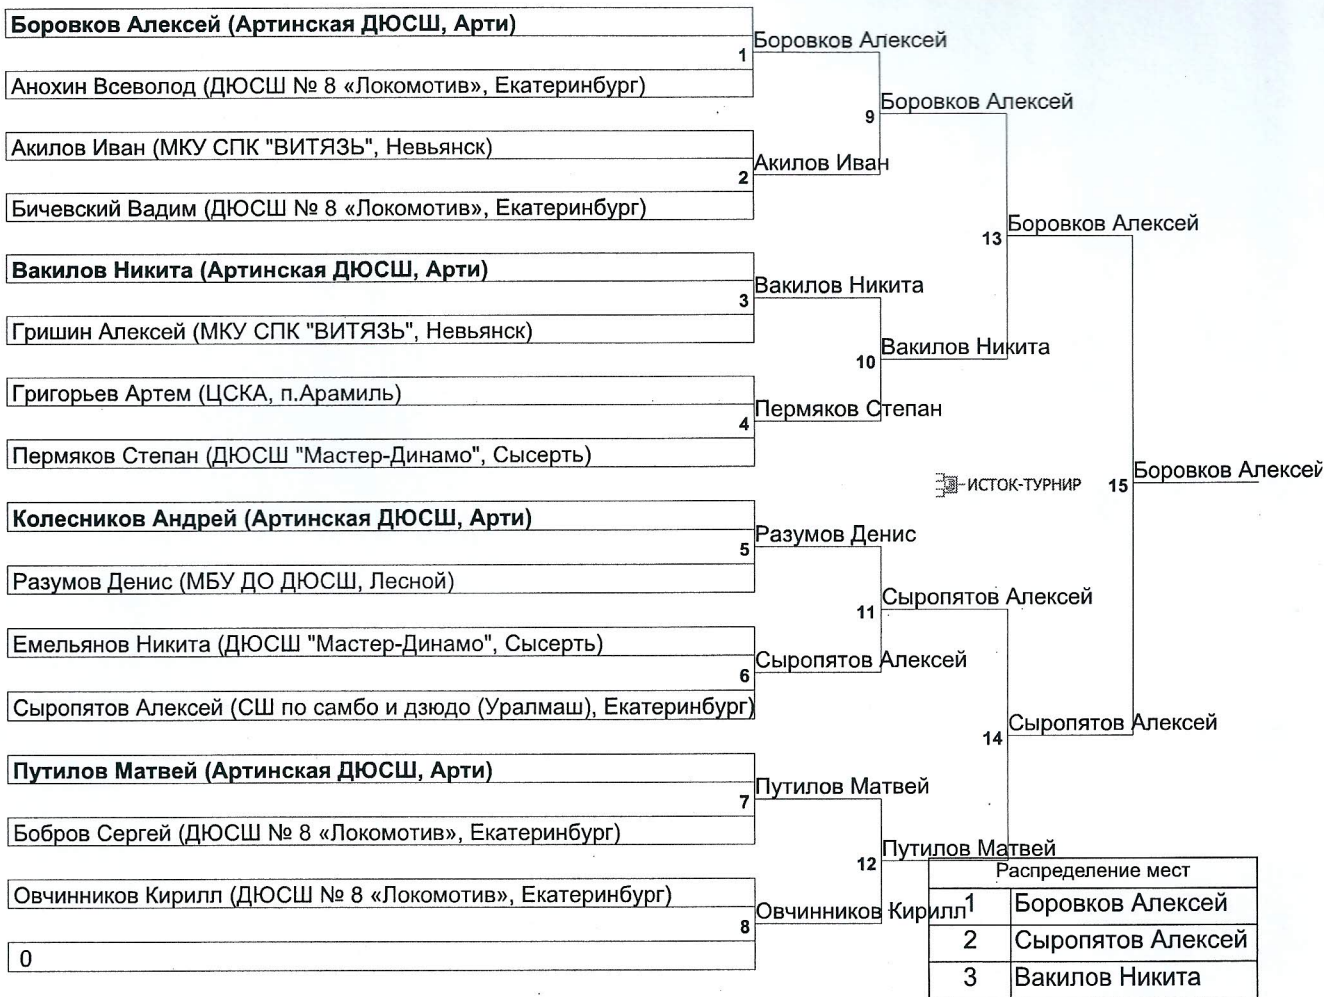 Боровков Алексей (Артинская ДЮСШ, Арти)
1
Боровков Алексей
Анохин Всеволод (ДЮСШ № 8 «Локомотив», Екатеринбург)
9
Боровков Алексей
Акилов Иван (МКУ СПК "ВИТЯЗЬ", Невьянск)
2
Акилов Иван
Бичевский Вадим (ДЮСШ № 8 «Локомотив», Екатеринбург)
13
Боровков Алексей
Вакилов Никита (Артинская ДЮСШ, Арти)
3
Вакилов Никита
Гришин Алексей (МКУ СПК "ВИТЯЗЬ", Невьянск)
10
Вакилов Никита
Григорьев Артем (ЦСКА, п.Арамиль)
4
Пермяков Степан
Пермяков Степан (ДЮСШ "Мастер-Динамо", Сысерть)
ИСТОК-ТУРНИР
15
Боровков Алексей
Колесников Андрей (Артинская ДЮСШ, Арти)
5
Разумов Денис
Разумов Денис (МБУ ДО ДЮСШ, Лесной)
11
Сыропятов Алексей
Емельянов Никита (ДЮСШ "Мастер-Динамо", Сысерть)
6
Сыропятов Алексей
Сыропятов Алексей (СШ по самбо и дзюдо (Уралмаш), Екатеринбург)
14
Сыропятов Алексей
Путилов Матвей (Артинская ДЮСШ, Арти)
7
Путилов Матвей
Бобров Сергей (ДЮСШ № 8 «Локомотив», Екатеринбург)
12
Путилов Матвей
Овчинников Кирилл (ДЮСШ № 8 «Локомотив», Екатеринбург)
8
Овчинников Кирилл
0
Распределение мест
1 Боровков Алексей
2 Сыропятов Алексей
3 Вакилов Никита